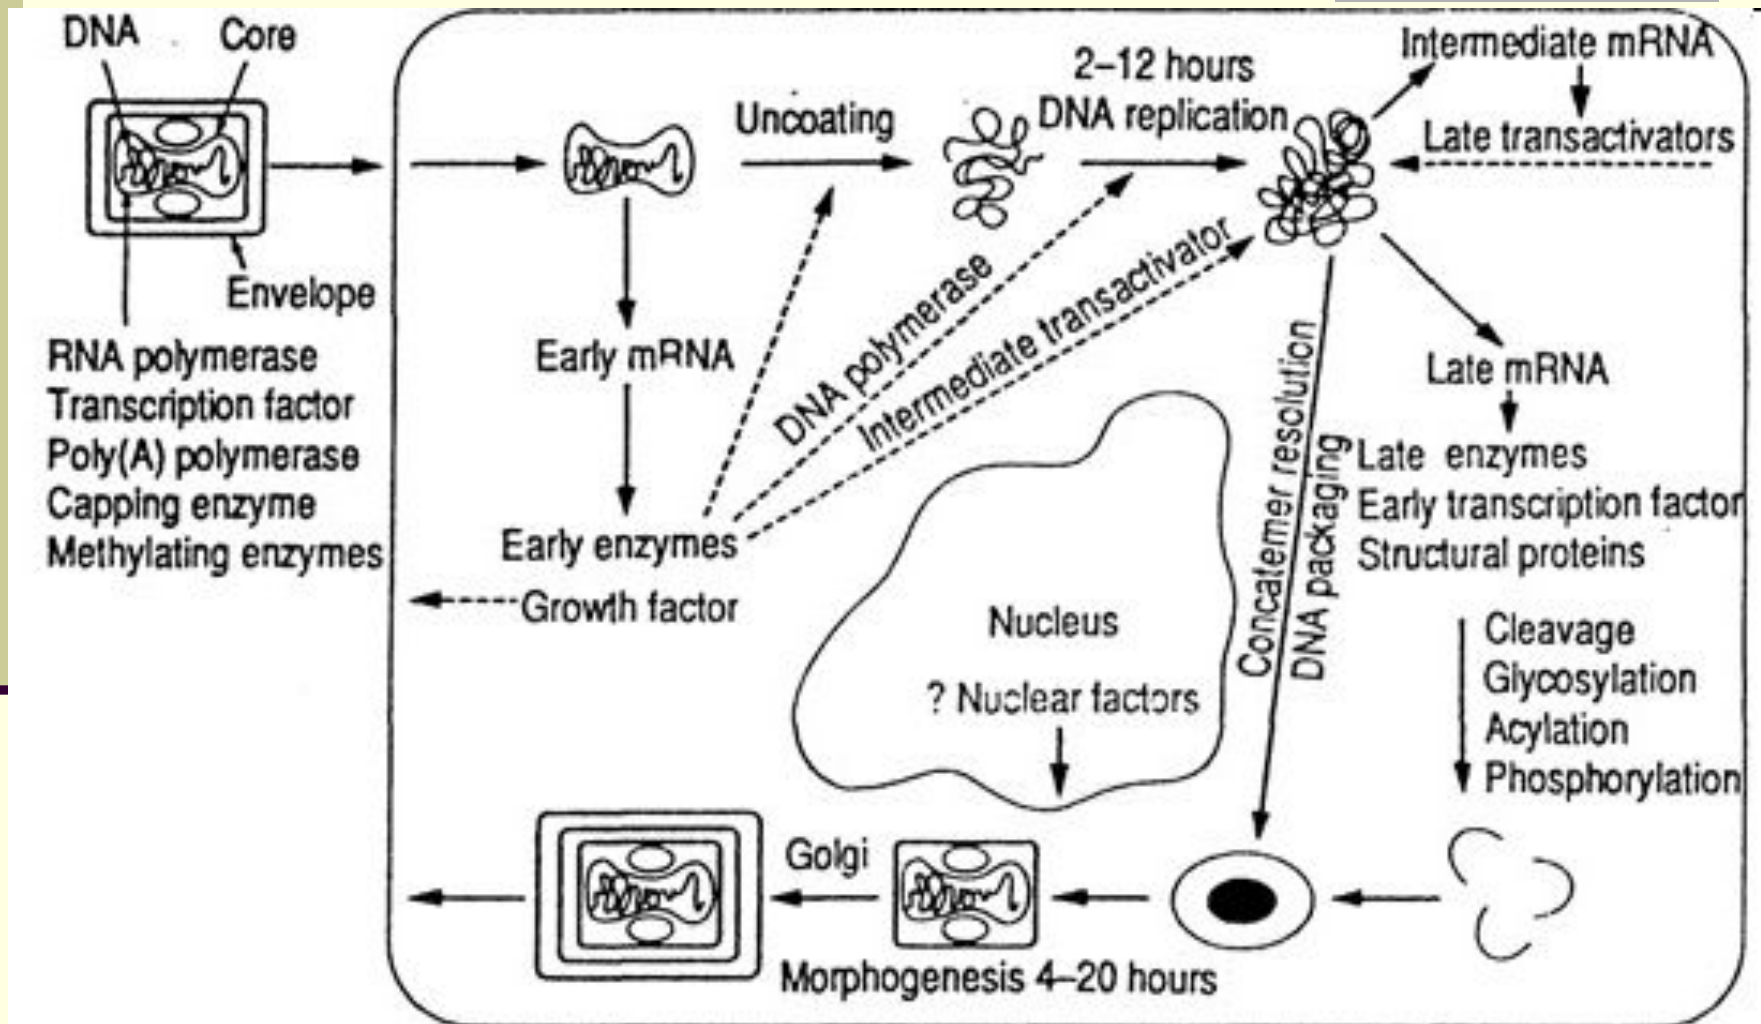 DNA
Core
Envelope
RNA polymerase
Transcription factor
Poly(A) polymerase
Capping enzyme
Methylating enzymes
Uncoating
2–12 hours
DNA replication
Intermediate mRNA
Late transactivators
Early mRNA
Early enzymes
Growth factor
DNA polymerase
Intermediate transactivator
Late mRNA
Late enzymes
Early transcription factor
Structural proteins
Concatemer resolution
DNA packaging
Cleavage
Glycosylation
Acylation
Phosphorylation
Nucleus
? Nuclear factors
Golgi
Morphogenesis 4–20 hours